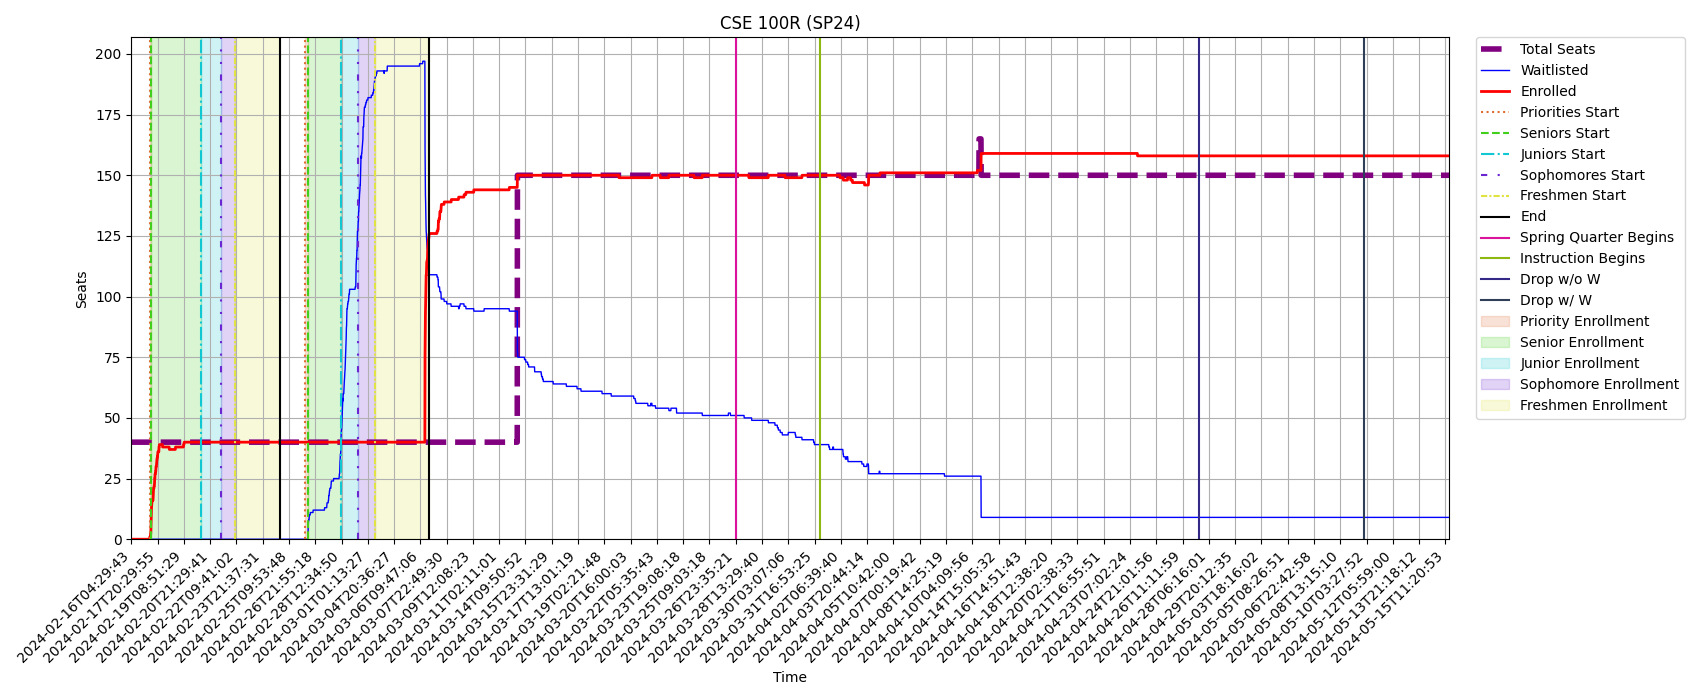 CSE 100R (SP24)
Seats
200
175
150
125
100
75
50
25
0
2024-02-16T04:29:43
2024-02-17T20:29:55
2024-02-19T08:51:29
2024-02-20T21:29:41
2024-02-22T09:41:02
2024-02-23T21:37:31
2024-02-25T09:53:48
2024-02-26T21:55:18
2024-02-28T12:34:50
2024-03-01T01:13:27
2024-03-04T20:36:27
2024-03-06T09:47:06
2024-03-07T22:49:30
2024-03-09T12:08:23
2024-03-11T02:11:01
2024-03-14T09:50:52
2024-03-15T23:31:29
2024-03-17T13:01:19
2024-03-19T02:21:48
2024-03-20T16:00:03
2024-03-22T05:35:43
2024-03-23T19:08:18
2024-03-25T09:03:18
2024-03-26T23:35:21
2024-03-28T13:29:40
2024-03-30T03:07:06
2024-03-31T16:53:25
2024-04-02T06:39:40
2024-04-03T20:44:14
2024-04-05T10:42:00
2024-04-07T00:19:42
2024-04-08T14:25:19
2024-04-10T04:09:56
2024-04-14T15:05:32
2024-04-16T14:51:43
2024-04-18T12:38:20
2024-04-20T02:38:33
2024-04-21T16:55:51
2024-04-23T07:02:24
2024-04-24T21:01:56
2024-04-26T11:11:59
2024-04-28T06:16:01
2024-04-29T20:12:35
2024-05-03T18:16:02
2024-05-05T08:26:51
2024-05-06T22:42:58
2024-05-08T13:15:10
2024-05-10T03:27:52
2024-05-12T05:59:00
2024-05-13T21:18:12
2024-05-15T11:20:53
Time
Total Seats
Waitlisted
Enrolled
Priorities Start
Seniors Start
Juniors Start
Sophomores Start
Freshmen Start
End
Spring Quarter Begins
Instruction Begins
Drop w/o W
Drop w/ W
Priority Enrollment
Senior Enrollment
Junior Enrollment
Sophomore Enrollment
Freshmen Enrollment